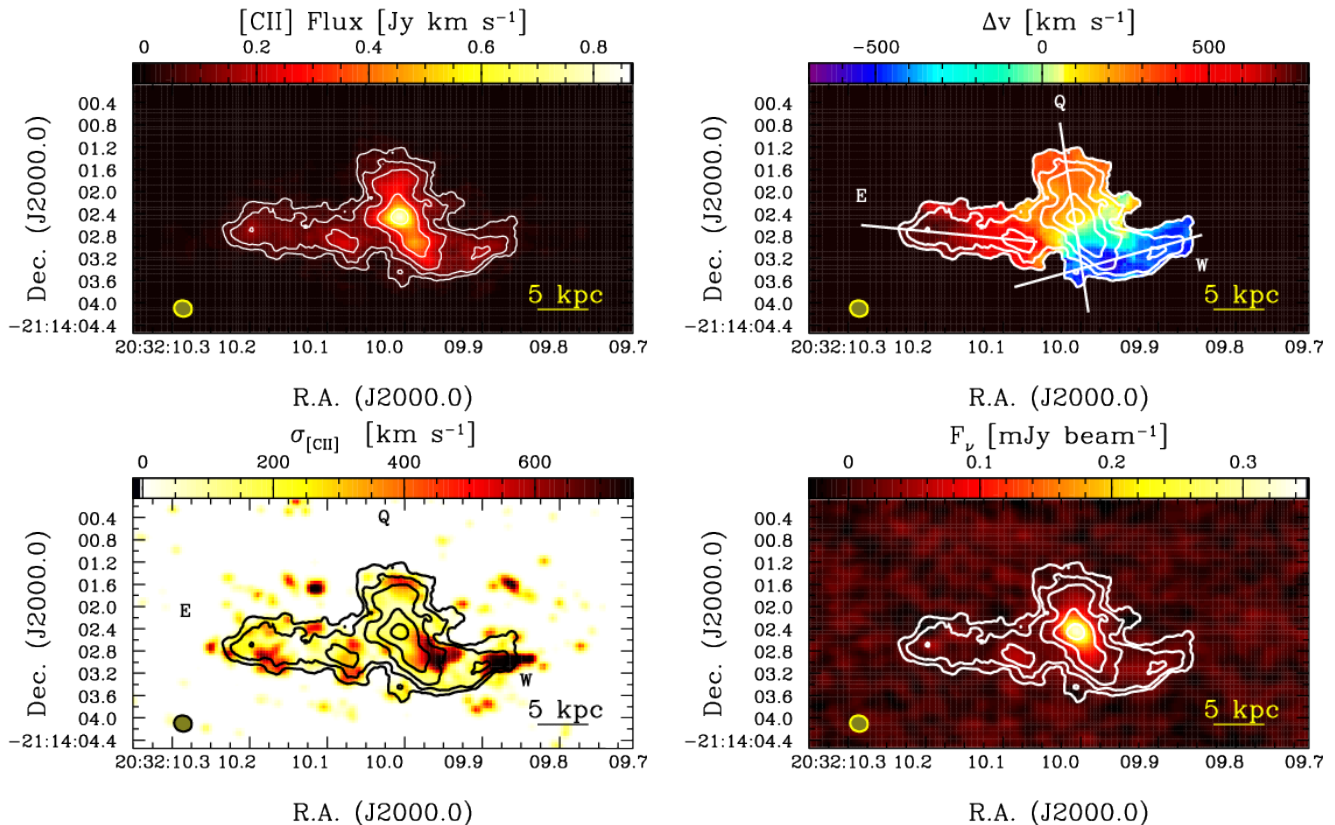 [CII] Flux [Jy km s⁻¹]
0 0.2 0.4 0.6 0.8
Dec. (J2000.0)
00.4
00.8
01.2
01.6
02.0
02.4
02.8
03.2
03.6
04.0
−21:14:04.4
5 kpc
20:32:10.3 10.2 10.1 10.0 09.9 09.8 09.7
R.A. (J2000.0)
Δv [km s⁻¹]
−500 0 500
Dec. (J2000.0)
00.4
00.8
01.2
01.6
02.0
02.4
02.8
03.2
03.6
04.0
−21:14:04.4
Q
E
W
5 kpc
20:32:10.3 10.2 10.1 10.0 09.9 09.8 09.7
R.A. (J2000.0)
σ[CII] [km s⁻¹]
0 200 400 600
Dec. (J2000.0)
00.4
00.8
01.2
01.6
02.0
02.4
02.8
03.2
03.6
04.0
−21:14:04.4
Q
E
W
5 kpc
20:32:10.3 10.2 10.1 10.0 09.9 09.8 09.7
R.A. (J2000.0)
Fν [mJy beam⁻¹]
0 0.1 0.2 0.3
Dec. (J2000.0)
00.4
00.8
01.2
01.6
02.0
02.4
02.8
03.2
03.6
04.0
−21:14:04.4
5 kpc
20:32:10.3 10.2 10.1 10.0 09.9 09.8 09.7
R.A. (J2000.0)